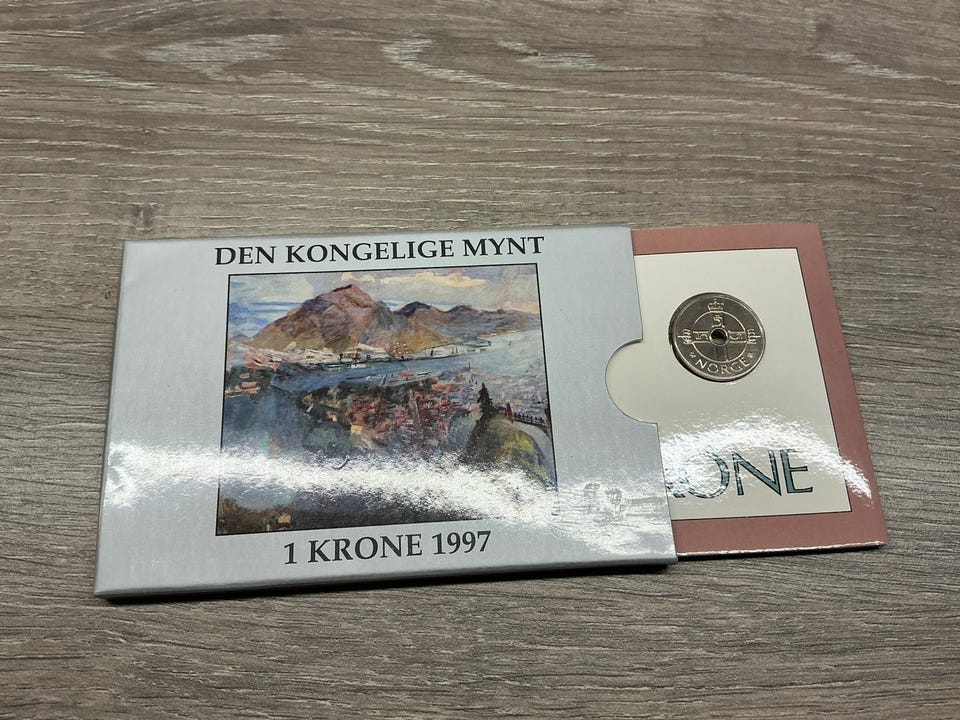 DEN KONGELIGE MYNT
1 KRONE 1997
NORGE
RONE